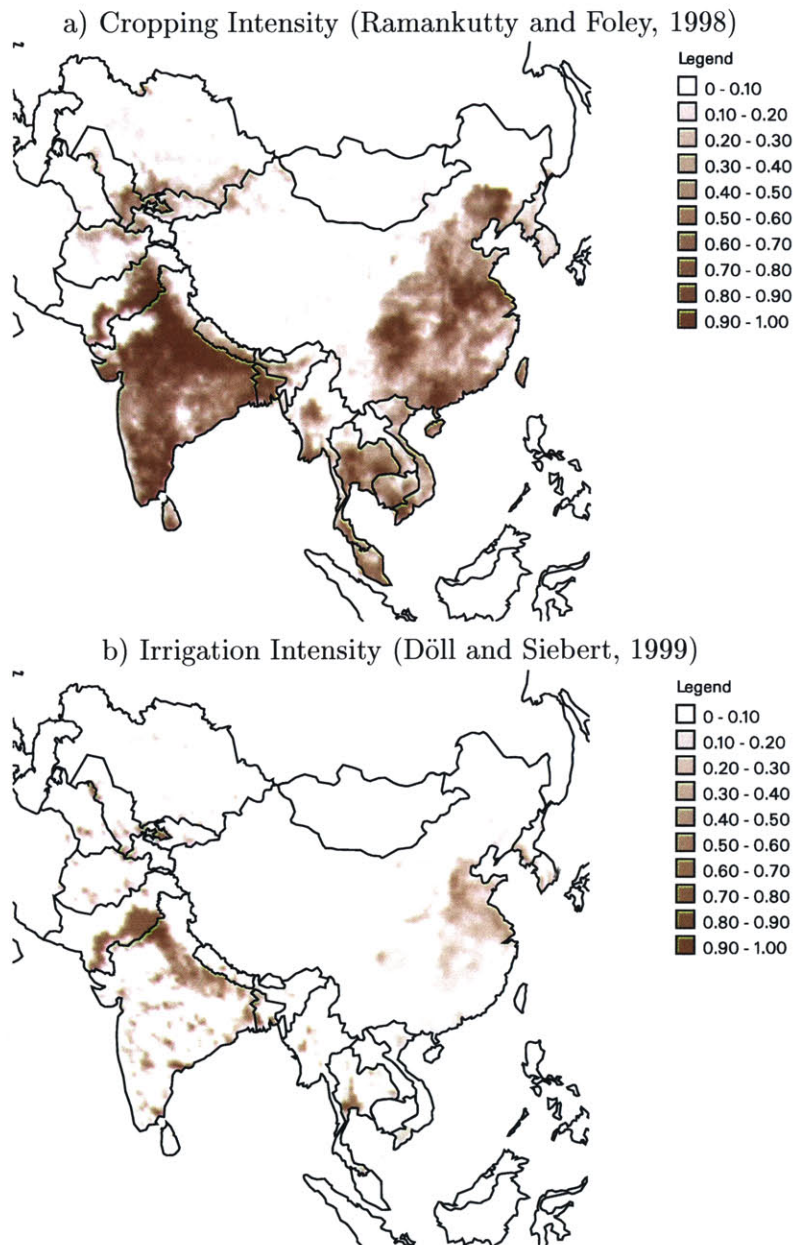 a) Cropping Intensity (Ramankutty and Foley, 1998)
Legend
0 - 0.10
0.10 - 0.20
0.20 - 0.30
0.30 - 0.40
0.40 - 0.50
0.50 - 0.60
0.60 - 0.70
0.70 - 0.80
0.80 - 0.90
0.90 - 1.00
b) Irrigation Intensity (Döll and Siebert, 1999)
Legend
0 - 0.10
0.10 - 0.20
0.20 - 0.30
0.30 - 0.40
0.40 - 0.50
0.50 - 0.60
0.60 - 0.70
0.70 - 0.80
0.80 - 0.90
0.90 - 1.00